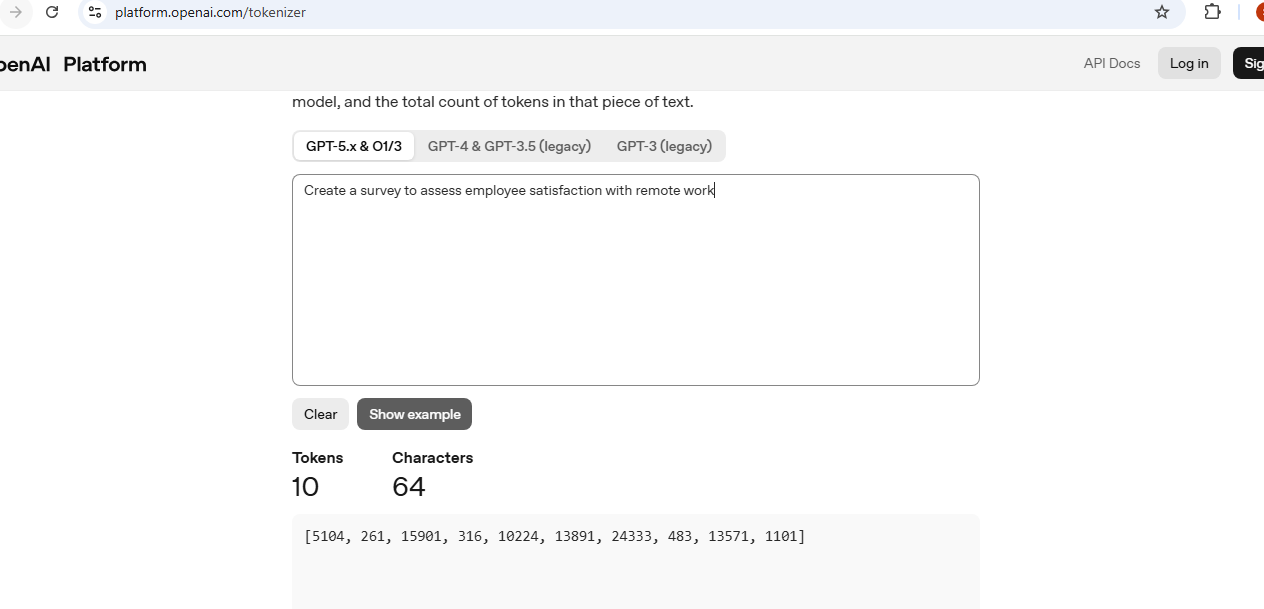 platform.openai.com/tokenizer
penAI Platform
API Docs
Log in
Sig
model, and the total count of tokens in that piece of text.
GPT-5.x & O1/3
GPT-4 & GPT-3.5 (legacy)
GPT-3 (legacy)
Create a survey to assess employee satisfaction with remote work
Clear
Show example
Tokens
Characters
10
64
[5104, 261, 15901, 316, 10224, 13891, 24333, 483, 13571, 1101]